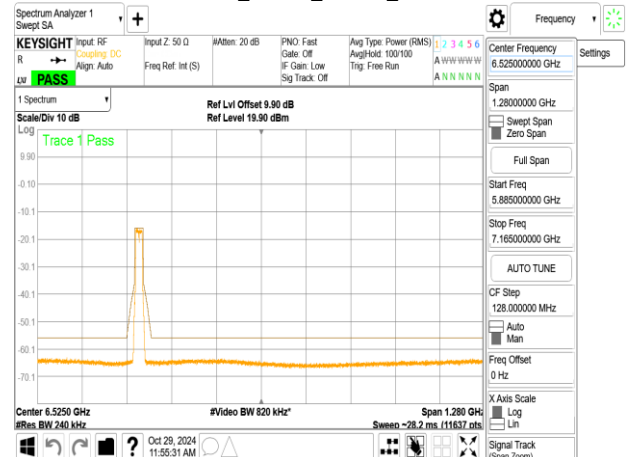 Spectrum Analyzer 1
Swept SA
+
Frequency
KEYSIGHT
Input: RF
Coupling: DC
Align: Auto
Input Z: 50 Ω
Freq Ref: Int (S)
#Atten: 20 dB
PNO: Fast
Gate: Off
IF Gain: Low
Sig Track: Off
Avg Type: Power (RMS)
Avg|Hold: 100/100
Trig: Free Run
1 2 3 4 5 6
A W W W W W
A N N N N N
R
LXI
PASS
1 Spectrum
Scale/Div 10 dB
Ref Lvl Offset 9.90 dB
Ref Level 19.90 dBm
Log
Trace 1 Pass
9.90
-0.10
-10.1
-20.1
-30.1
-40.1
-50.1
-60.1
-70.1
Center 6.5250 GHz
#Video BW 820 kHz*
Span 1.280 GHz
#Res BW 240 kHz
Sweep ~28.2 ms (11637 pts
Oct 29, 2024
11:55:31 AM
?
Center Frequency
6.525000000 GHz
Settings
Span
1.28000000 GHz
Swept Span
Zero Span
Full Span
Start Freq
5.885000000 GHz
Stop Freq
7.165000000 GHz
AUTO TUNE
CF Step
128.000000 MHz
Auto
Man
Freq Offset
0 Hz
X Axis Scale
Log
Lin
Signal Track
(Span Zoom)